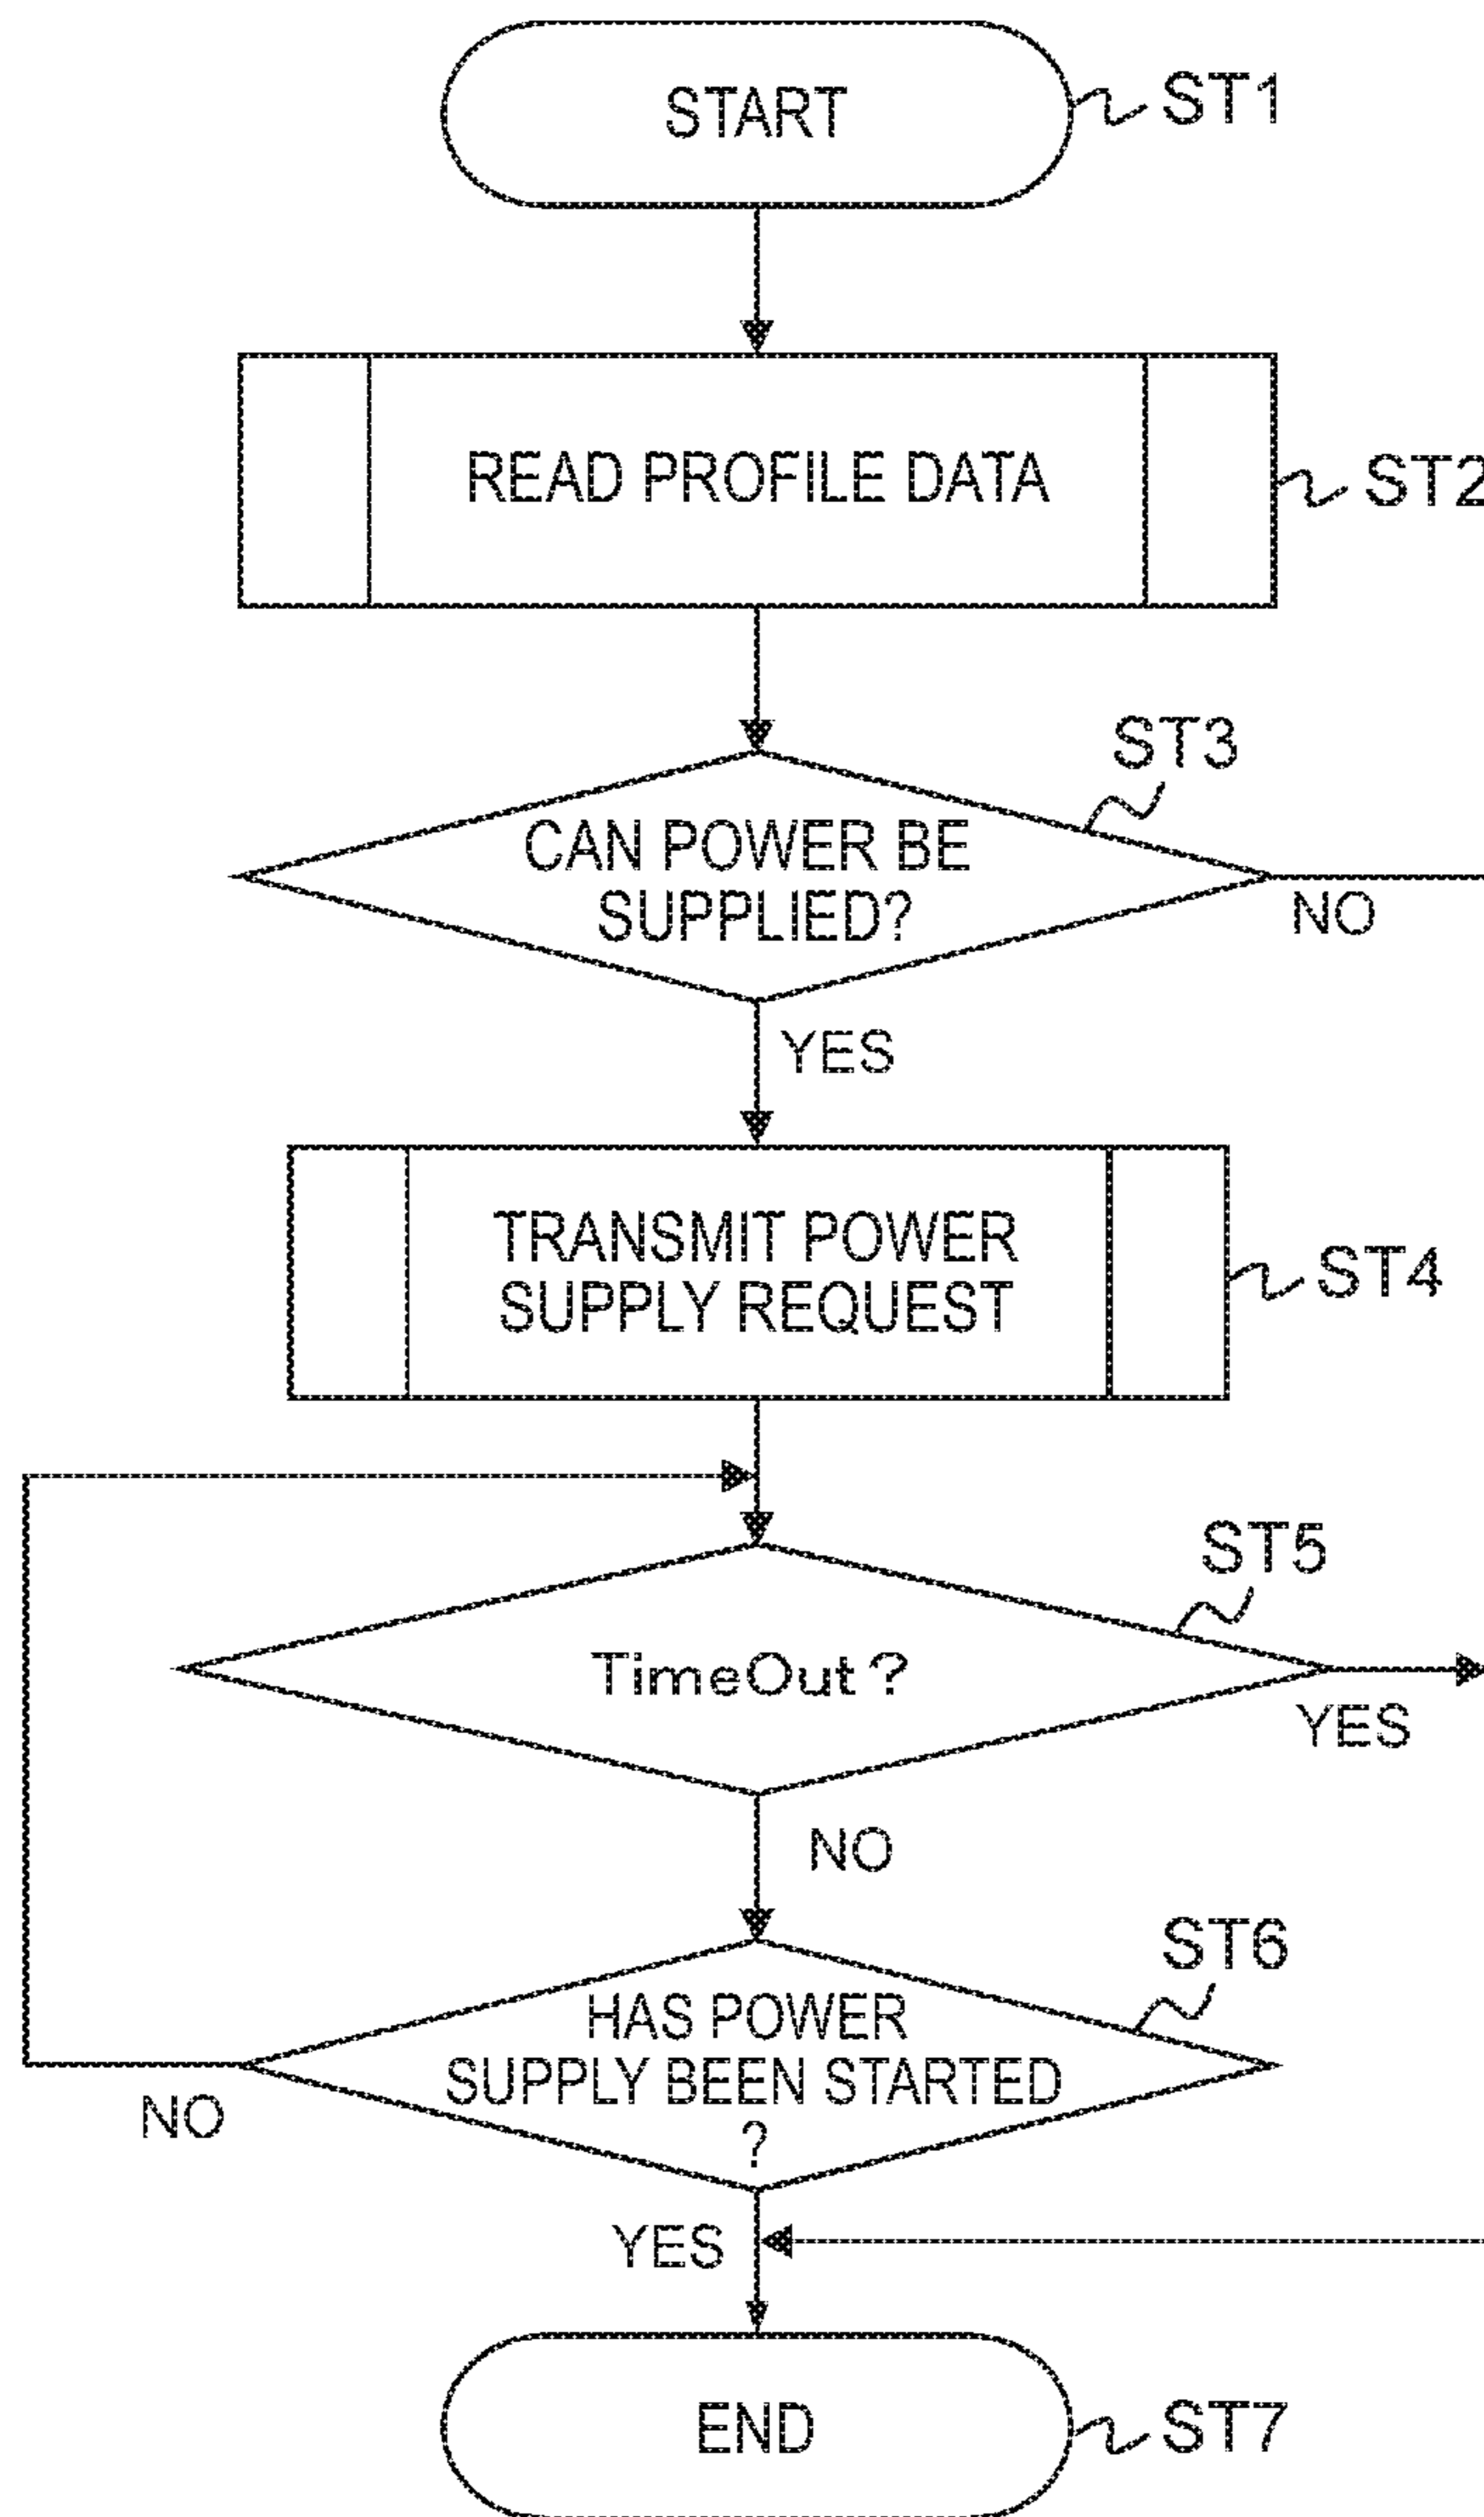 START
ST1
READ PROFILE DATA
ST2
ST3
CAN POWER BE
SUPPLIED?
NO
YES
TRANSMIT POWER
SUPPLY REQUEST
ST4
ST5
TimeOut ?
YES
NO
ST6
HAS POWER
SUPPLY BEEN STARTED
?
NO
YES
END
ST7